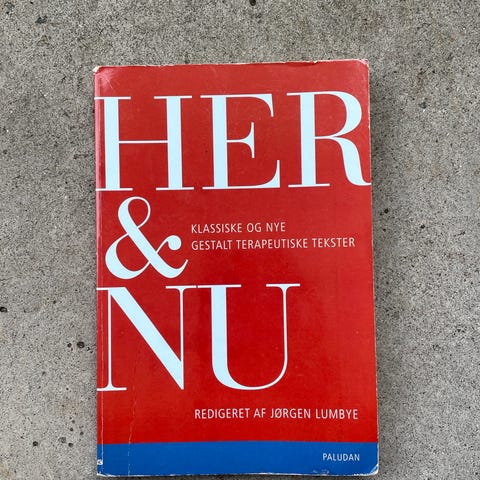 HER
&
KLASSISKE OG NYE
GESTALT TERAPEUTISKE TEKSTER
NU
REDIGERET AF JØRGEN LUMBYE
PALUDAN